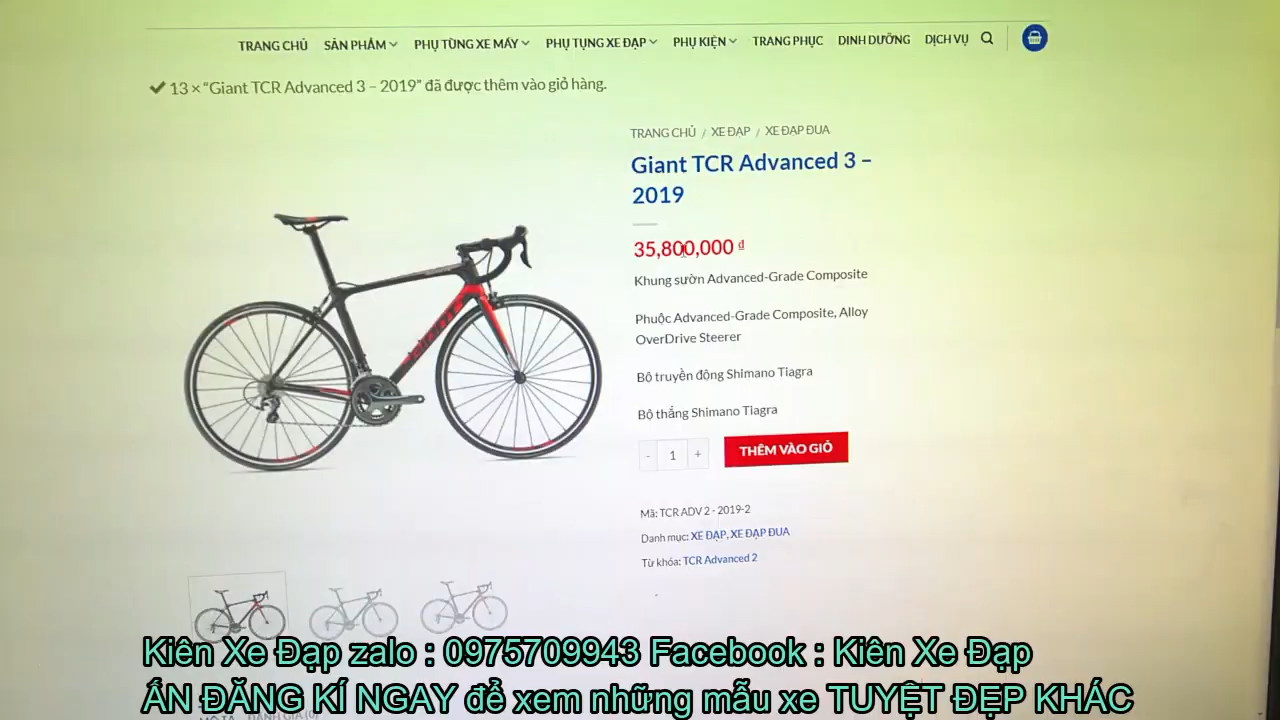 TRANG CHỦ SẢN PHẨM PHỤ TÙNG XE MÁY PHỤ TỤNG XE ĐẠP PHỤ KIỆN TRANG PHỤC DINH DƯỠNG DỊCH VỤ
13 × “Giant TCR Advanced 3 – 2019” đã được thêm vào giỏ hàng.
TRANG CHỦ / XE ĐẠP / XE ĐẠP ĐUA
Giant TCR Advanced 3 –
2019
35,800,000 ₫
Khung sườn Advanced-Grade Composite
Phuộc Advanced-Grade Composite, Alloy
OverDrive Steerer
Bộ truyền động Shimano Tiagra
Bộ thắng Shimano Tiagra
- 1 + THÊM VÀO GIỎ
Mã: TCR ADV 2 - 2019-2
Danh mục: XE ĐẠP, XE ĐẠP ĐUA
Từ khóa: TCR Advanced 2
GIANT
Kiên Xe Đạp zalo : 0975709943 Facebook : Kiên Xe Đạp
ẤN ĐĂNG KÍ NGAY để xem những mẫu xe TUYỆT ĐẸP KHÁC